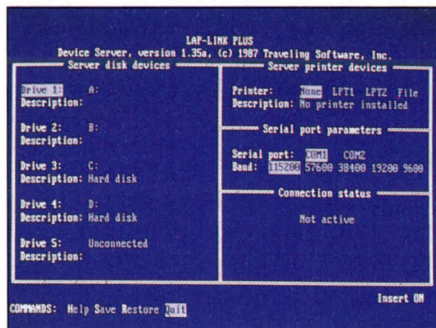 LAP-LINK PLUS
Device Server, version 1.35a, (c) 1987 Traveling Software, Inc.
Server disk devices
Drive 1: A:
Description:
Drive 2: B:
Description:
Drive 3: C:
Description: Hard disk
Drive 4: D:
Description: Hard disk
Drive 5: Unconnected
Description:
Server printer devices
Printer: None LPT1 LPT2 File
Description: No printer installed
Serial port parameters
Serial port: COM1 COM2
Baud: 115200 57600 38400 19200 9600
Connection status
Not active
Insert ON
COMMANDS: Help Save Restore Quit